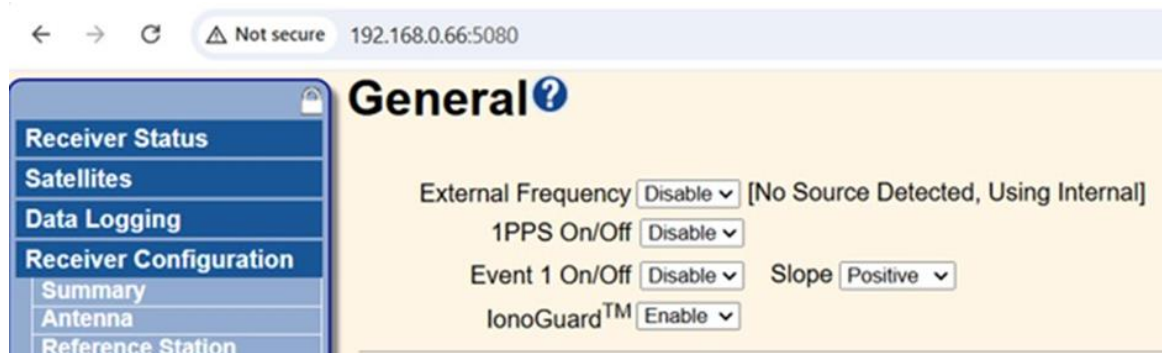 Not secure 192.168.0.66:5080
General?
Receiver Status
Satellites
Data Logging
Receiver Configuration
Summary
Antenna
Reference Station
External Frequency Disable [No Source Detected, Using Internal]
1PPS On/Off Disable
Event 1 On/Off Disable Slope Positive
IonoGuard™ Enable